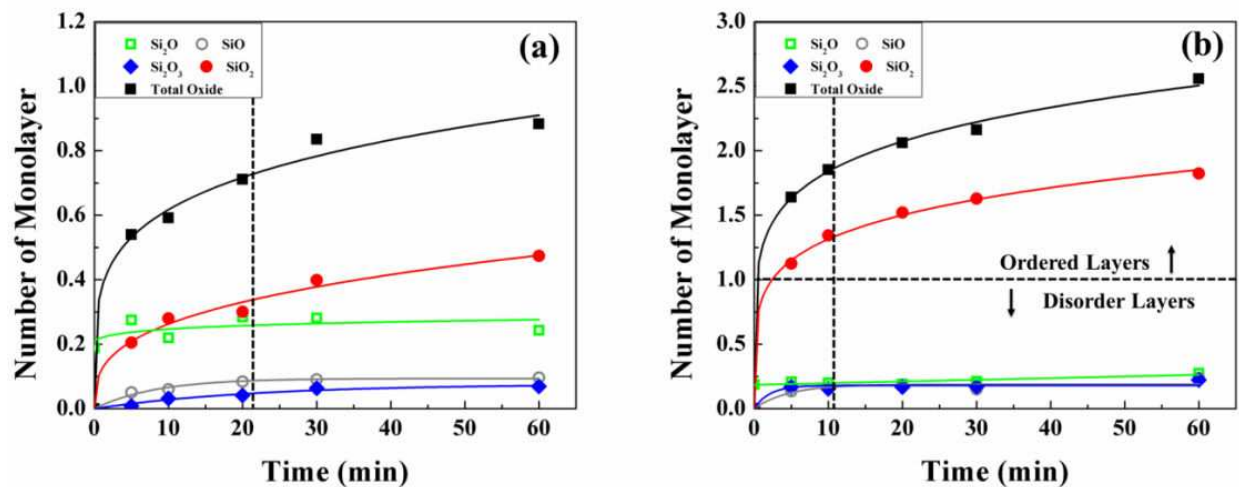 1.2
1.0
0.8
0.6
0.4
0.2
0.0
Number of Monolayer
Si₂O SiO
Si₂O₃ SiO₂
Total Oxide
(a)
0 10 20 30 40 50 60
Time (min)
3.0
2.5
2.0
1.5
1.0
0.5
0.0
Number of Monolayer
Si₂O SiO
Si₂O₃ SiO₂
Total Oxide
(b)
Ordered Layers
Disorder Layers
0 10 20 30 40 50 60
Time (min)